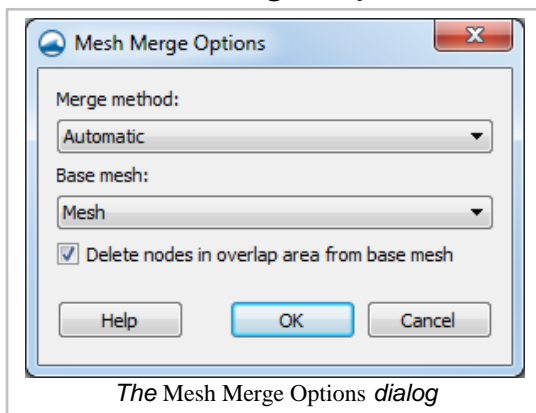 Mesh Merge Options
X
Merge method:
Automatic
Base mesh:
Mesh
Delete nodes in overlap area from base mesh
Help OK Cancel
The Mesh Merge Options dialog